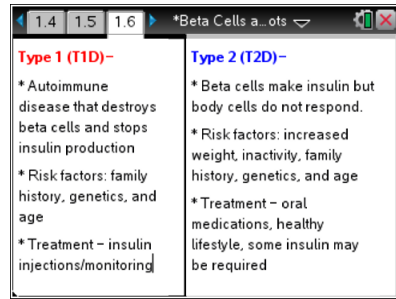 1.4 1.5 1.6 *Beta Cells a...ots
Type 1 (T1D)–
* Autoimmune
disease that destroys
beta cells and stops
insulin production
* Risk factors: family
history, genetics, and
age
* Treatment – insulin
injections/monitoring
Type 2 (T2D)–
* Beta cells make insulin but
body cells do not respond.
* Risk factors: increased
weight, inactivity, family
history, genetics, and age
* Treatment – oral
medications, healthy
lifestyle, some insulin may
be required